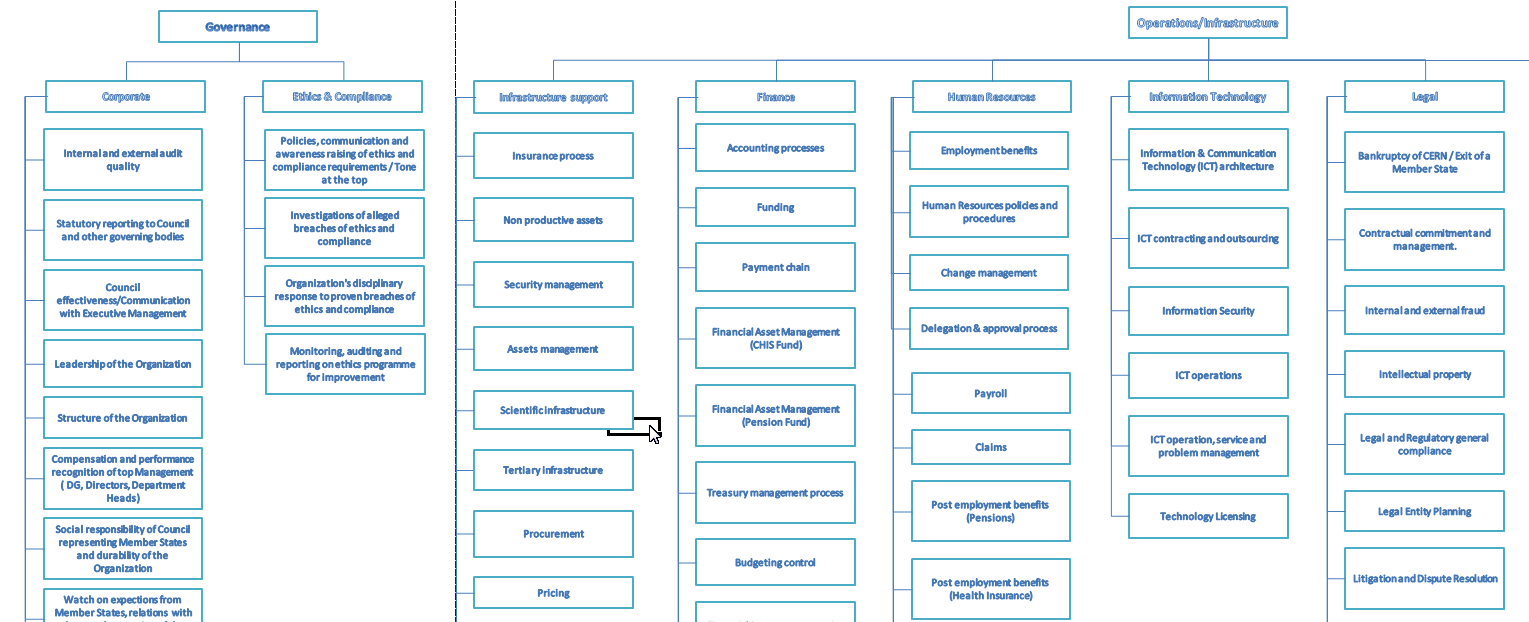 Governance
Operations/Infrastructure
Corporate
Internal and external audit
quality
Statutory reporting to Council
and other governing bodies
Council
effectiveness/Communication
with Executive Management
Leadership of the Organization
Structure of the Organization
Compensation and performance
recognition of top Management
( DG, Directors, Department
Heads)
Social responsibility of Council
representing Member States
and durability of the
Organization
Watch on expections from
Member States, relations with
Ethics & Compliance
Policies, communication and
awareness raising of ethics and
compliance requirements / Tone
at the top
Investigations of alleged
breaches of ethics and
compliance
Organization's disciplinary
response to proven breaches of
ethics and compliance
Monitoring, auditing and
reporting on ethics programme
for improvement
Infrastructure support
Insurance process
Non productive assets
Security management
Assets management
Scientific infrastructure
Tertiary infrastructure
Procurement
Pricing
Finance
Accounting processes
Funding
Payment chain
Financial Asset Management
(CHIS Fund)
Financial Asset Management
(Pension Fund)
Treasury management process
Budgeting control
Human Resources
Employment benefits
Human Resources policies and
procedures
Change management
Delegation & approval process
Payroll
Claims
Post employment benefits
(Pensions)
Post employment benefits
(Health Insurance)
Information Technology
Information & Communication
Technology (ICT) architecture
ICT contracting and outsourcing
Information Security
ICT operations
ICT operation, service and
problem management
Technology Licensing
Legal
Bankruptcy of CERN / Exit of a
Member State
Contractual commitment and
management.
Internal and external fraud
Intellectual property
Legal and Regulatory general
compliance
Legal Entity Planning
Litigation and Dispute Resolution